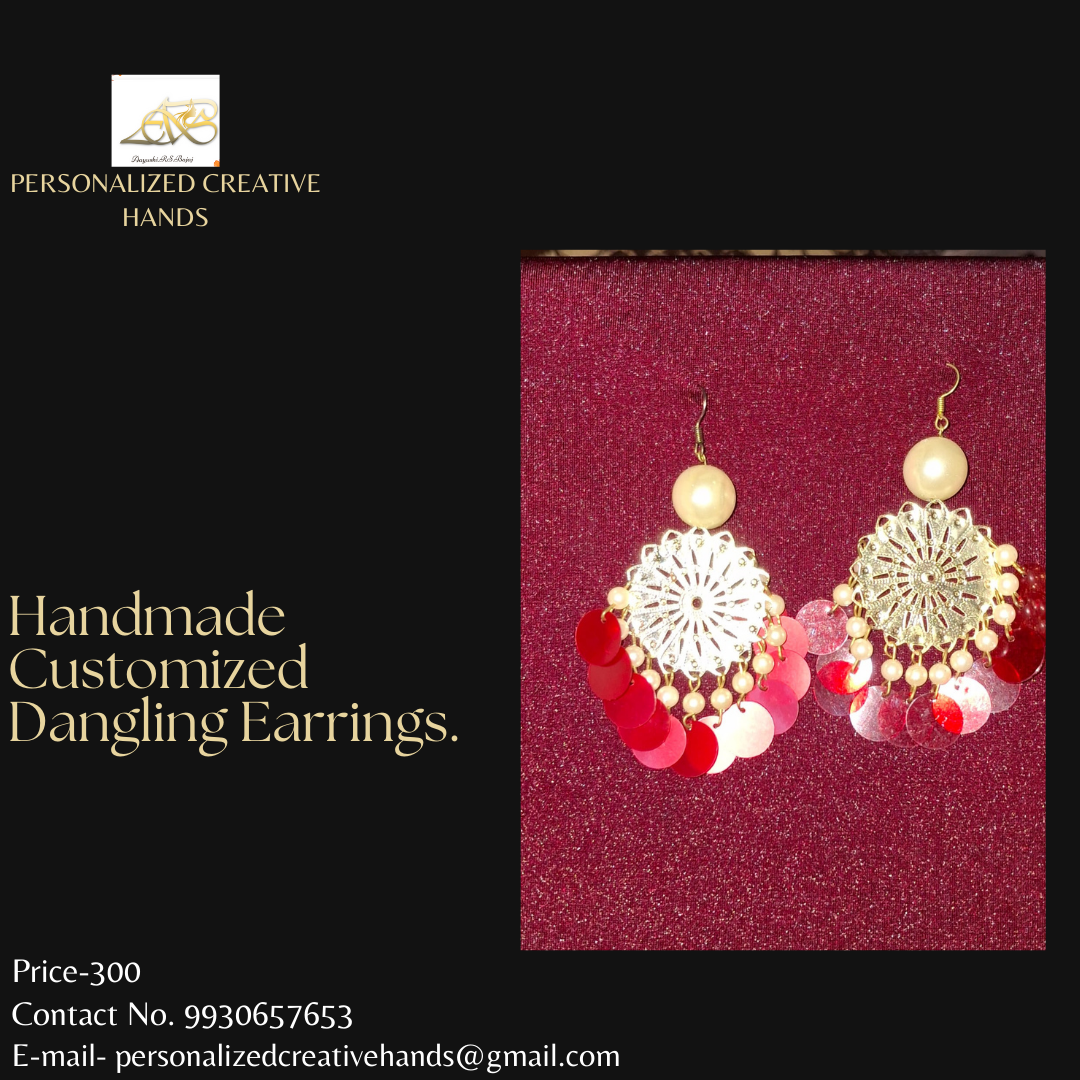 PERSONALIZED CREATIVE
HANDS
Handmade
Customized
Dangling Earrings.
Price-300
Contact No. 9930657653
E-mail- personalizedcreativehands@gmail.com